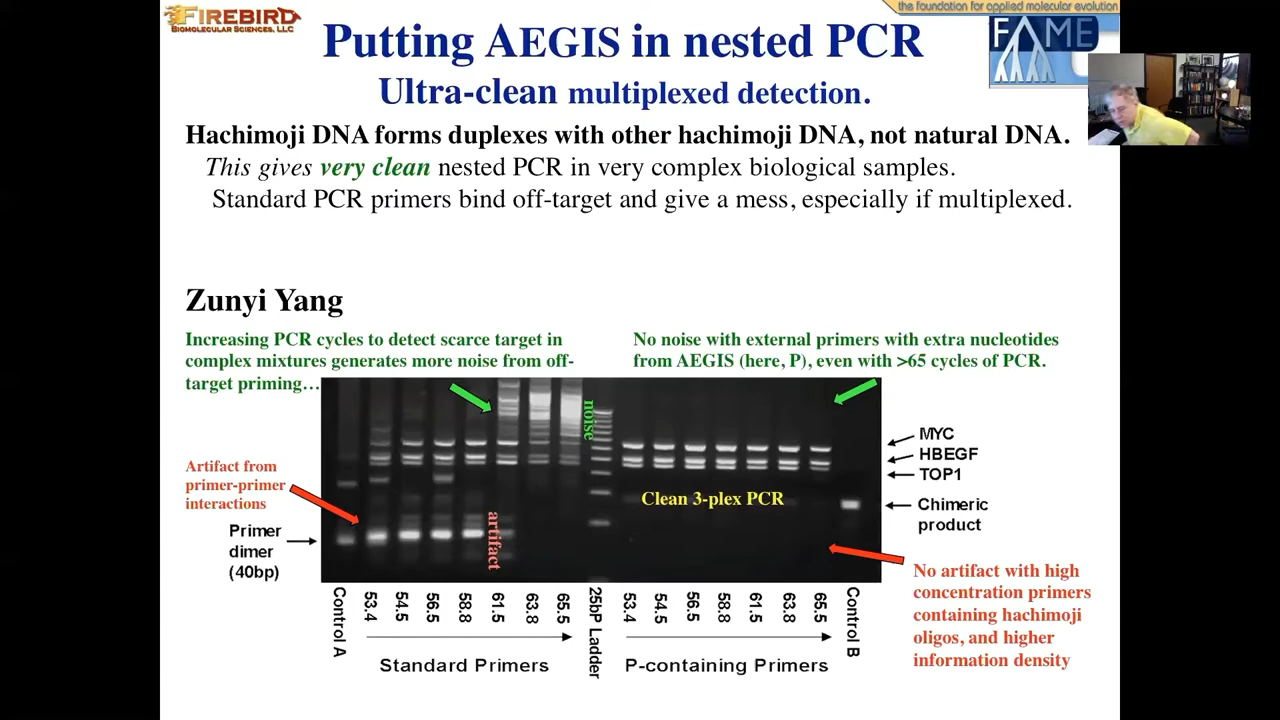 FIREBIRD
BIOMOLECULAR SCIENCES, LLC
the foundation for applied molecular evolution
FAME
Putting AEGIS in nested PCR
Ultra-clean multiplexed detection.
Hachimoji DNA forms duplexes with other hachimoji DNA, not natural DNA.
This gives very clean nested PCR in very complex biological samples.
Standard PCR primers bind off-target and give a mess, especially if multiplexed.
Zunyi Yang
Increasing PCR cycles to detect scarce target in
complex mixtures generates more noise from off-
target priming…
No noise with external primers with extra nucleotides
from AEGIS (here, P), even with >65 cycles of PCR.
noise
Artifact from
primer-primer
interactions
Primer
dimer
(40bp)
artifact
Clean 3-plex PCR
MYC
HBEGF
TOP1
Chimeric
product
No artifact with high
concentration primers
containing hachimoji
oligos, and higher
information density
Control A
53.4
54.5
56.5
58.8
61.5
63.8
65.5
25bP Ladder
53.4
54.5
56.5
58.8
61.5
63.8
65.5
Control B
Standard Primers
P-containing Primers